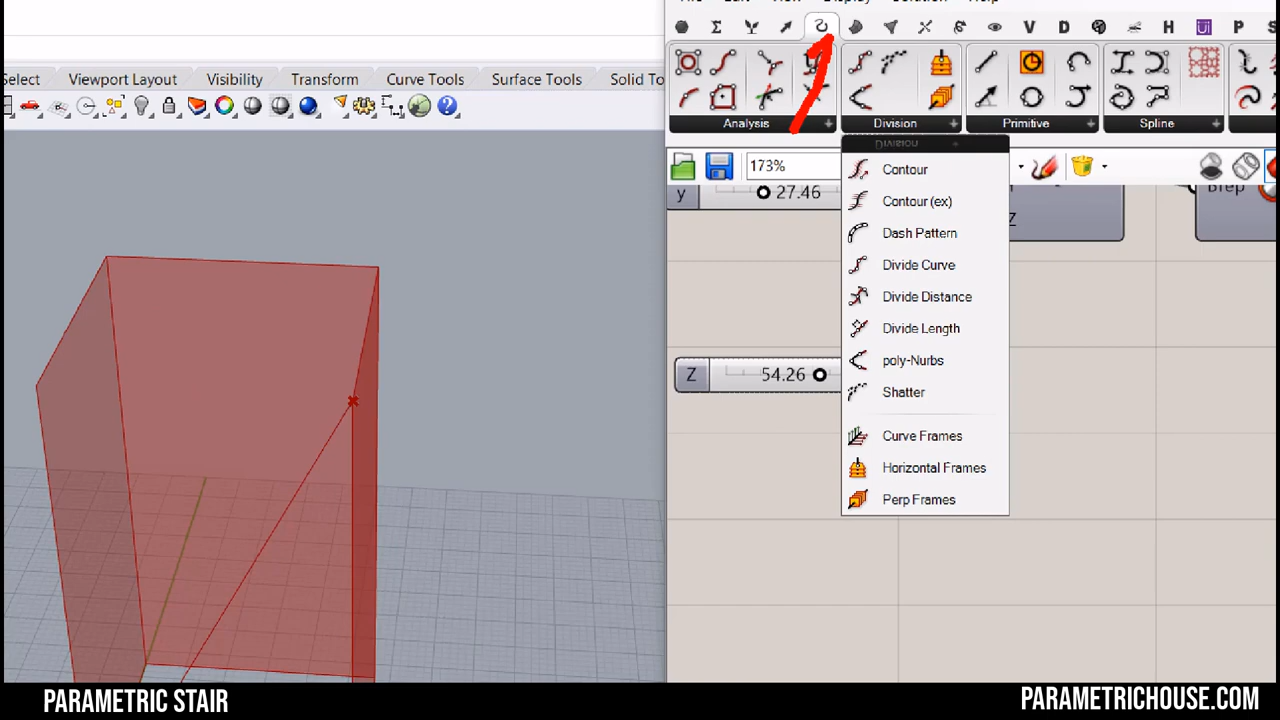 Select Viewport Layout Visibility Transform Curve Tools Surface Tools Solid To
V D H UI P S
Analysis Division Primitive Spline
173%
y 27.46
Z
Brep
Division
Contour
Contour (ex)
Dash Pattern
Divide Curve
Divide Distance
Divide Length
poly-Nurbs
Shatter
Curve Frames
Horizontal Frames
Perp Frames
Z 54.26
PARAMETRIC STAIR
PARAMETRICHOUSE.COM